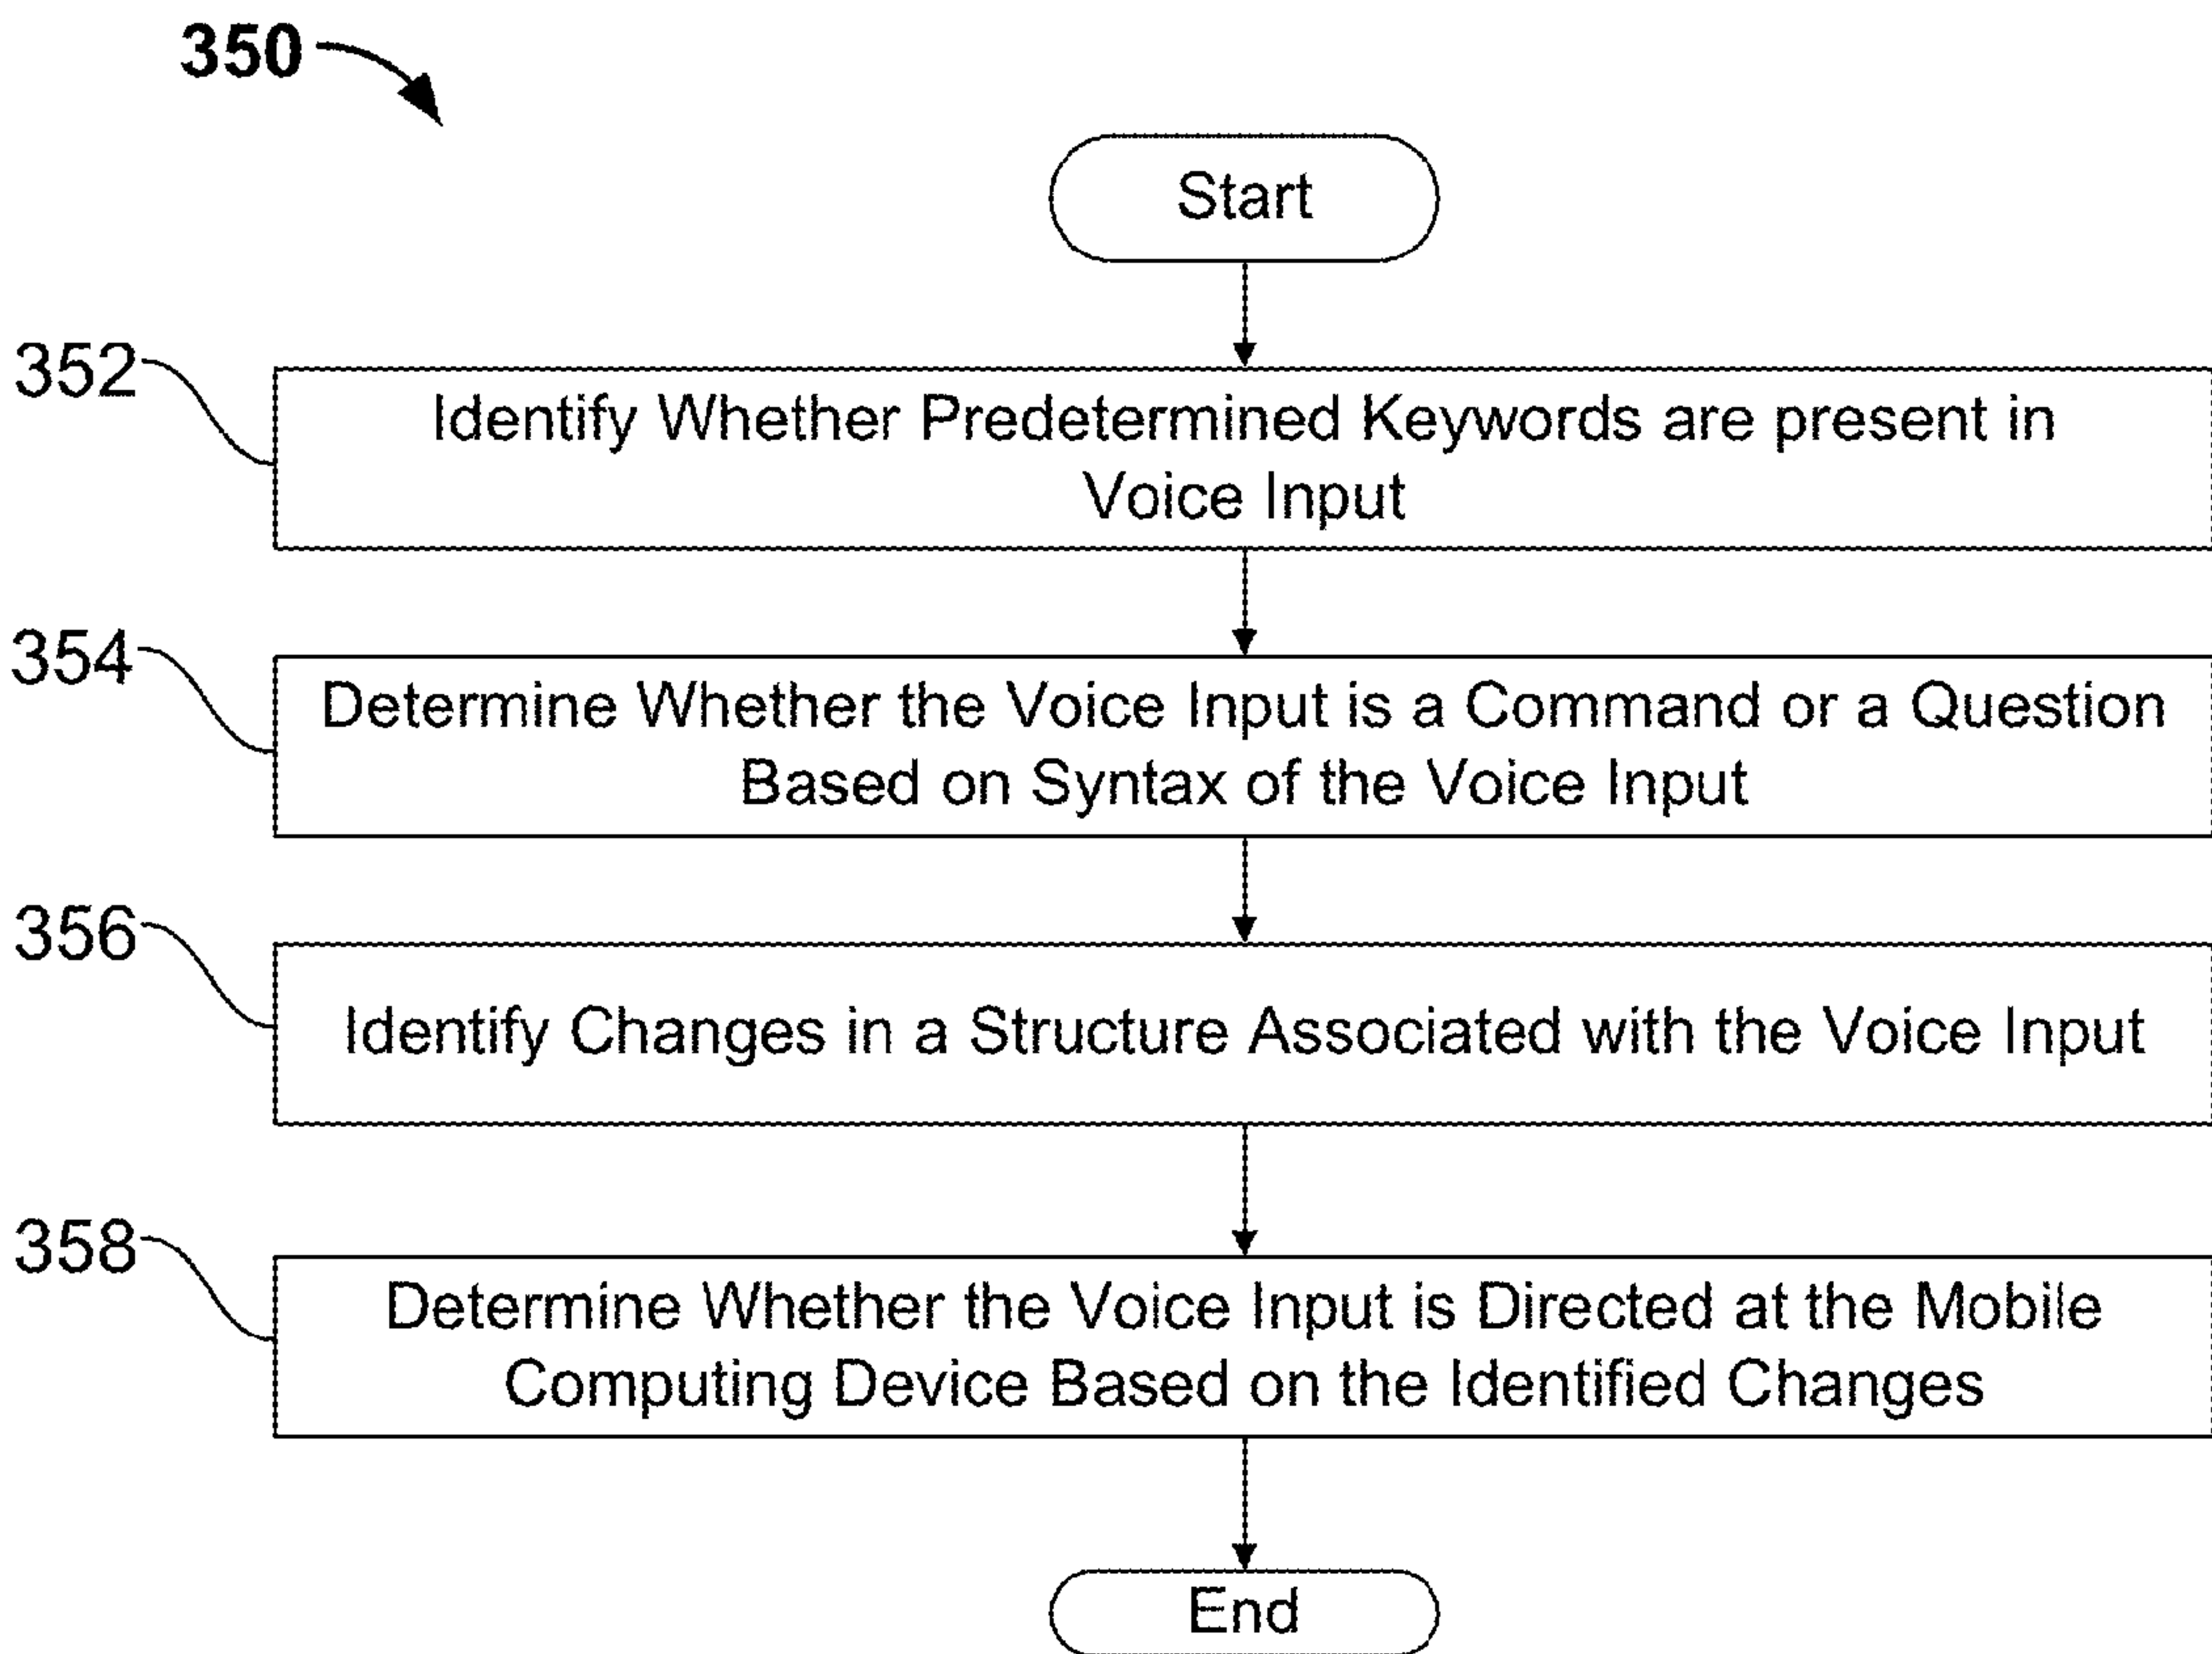 350
Start
352
Identify Whether Predetermined Keywords are present in
Voice Input
354
Determine Whether the Voice Input is a Command or a Question
Based on Syntax of the Voice Input
356
Identify Changes in a Structure Associated with the Voice Input
358
Determine Whether the Voice Input is Directed at the Mobile
Computing Device Based on the Identified Changes
End